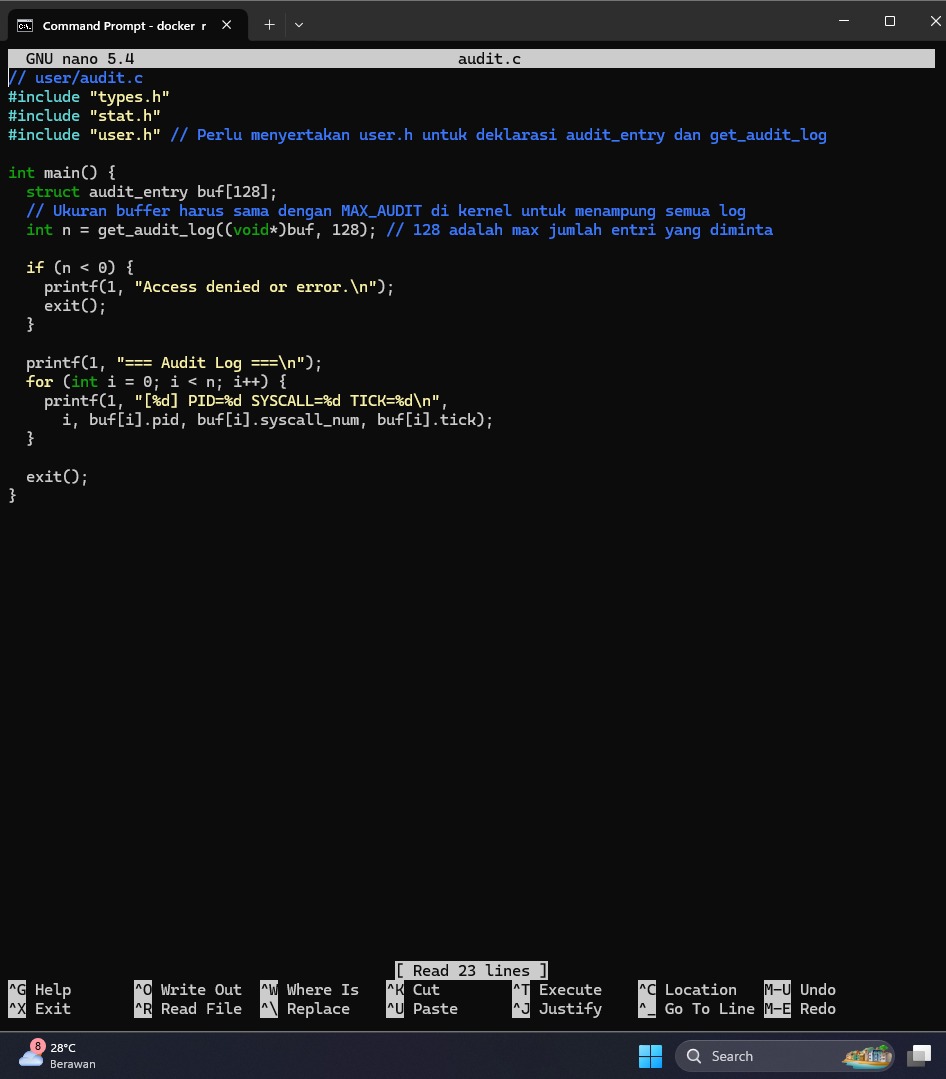 Command Prompt - docker r
GNU nano 5.4 audit.c
// user/audit.c
#include "types.h"
#include "stat.h"
#include "user.h" // Perlu menyertakan user.h untuk deklarasi audit_entry dan get_audit_log
int main() {
  struct audit_entry buf[128];
  // Ukuran buffer harus sama dengan MAX_AUDIT di kernel untuk menampung semua log
  int n = get_audit_log((void*)buf, 128); // 128 adalah max jumlah entri yang diminta
  if (n < 0) {
    printf(1, "Access denied or error.\n");
    exit();
  }
  printf(1, "=== Audit Log ===\n");
  for (int i = 0; i < n; i++) {
    printf(1, "[%d] PID=%d SYSCALL=%d TICK=%d\n",
      i, buf[i].pid, buf[i].syscall_num, buf[i].tick);
  }
  exit();
}
[ Read 23 lines ]
^G Help ^O Write Out ^W Where Is ^K Cut ^T Execute ^C Location M-U Undo
^X Exit ^R Read File ^\ Replace ^U Paste ^J Justify ^_ Go To Line M-E Redo
8
28°C
Berawan
Search